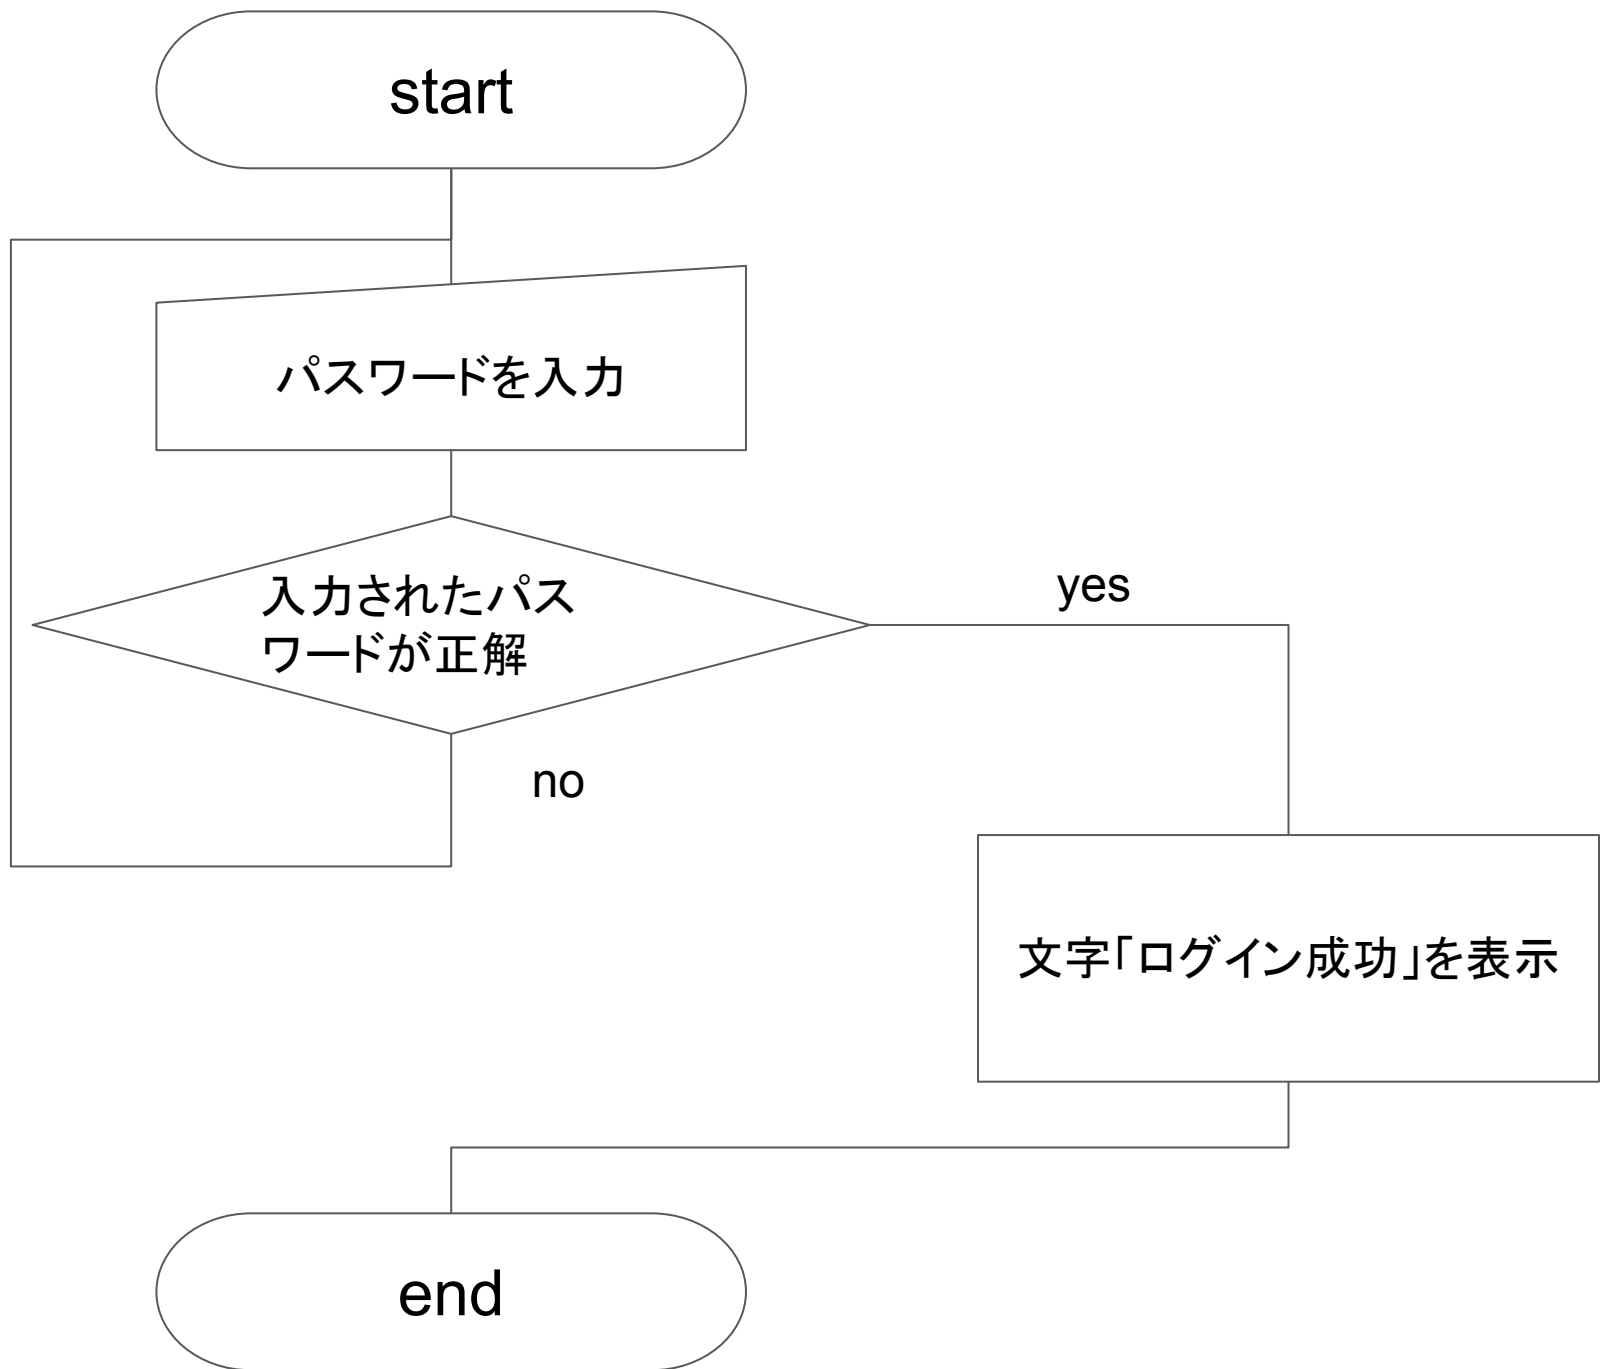 start
パスワードを入力
入力されたパス
ワードが正解
yes
no
文字「ログイン成功」を表示
end